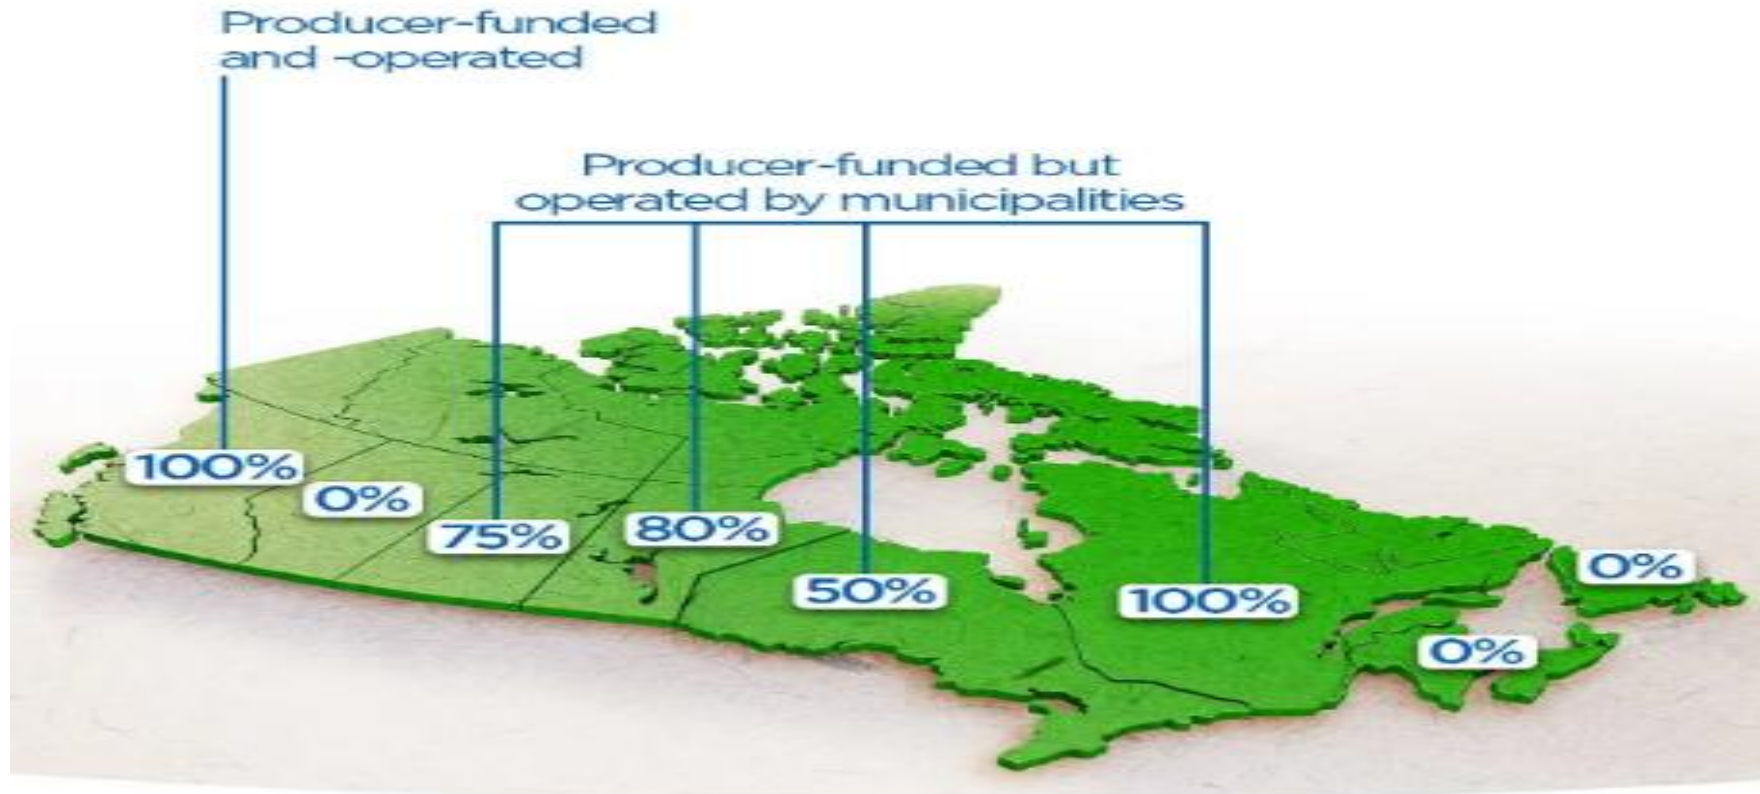 Producer-funded
and -operated
Producer-funded but
operated by municipalities
100%
0%
75%
80%
50%
100%
0%
0%